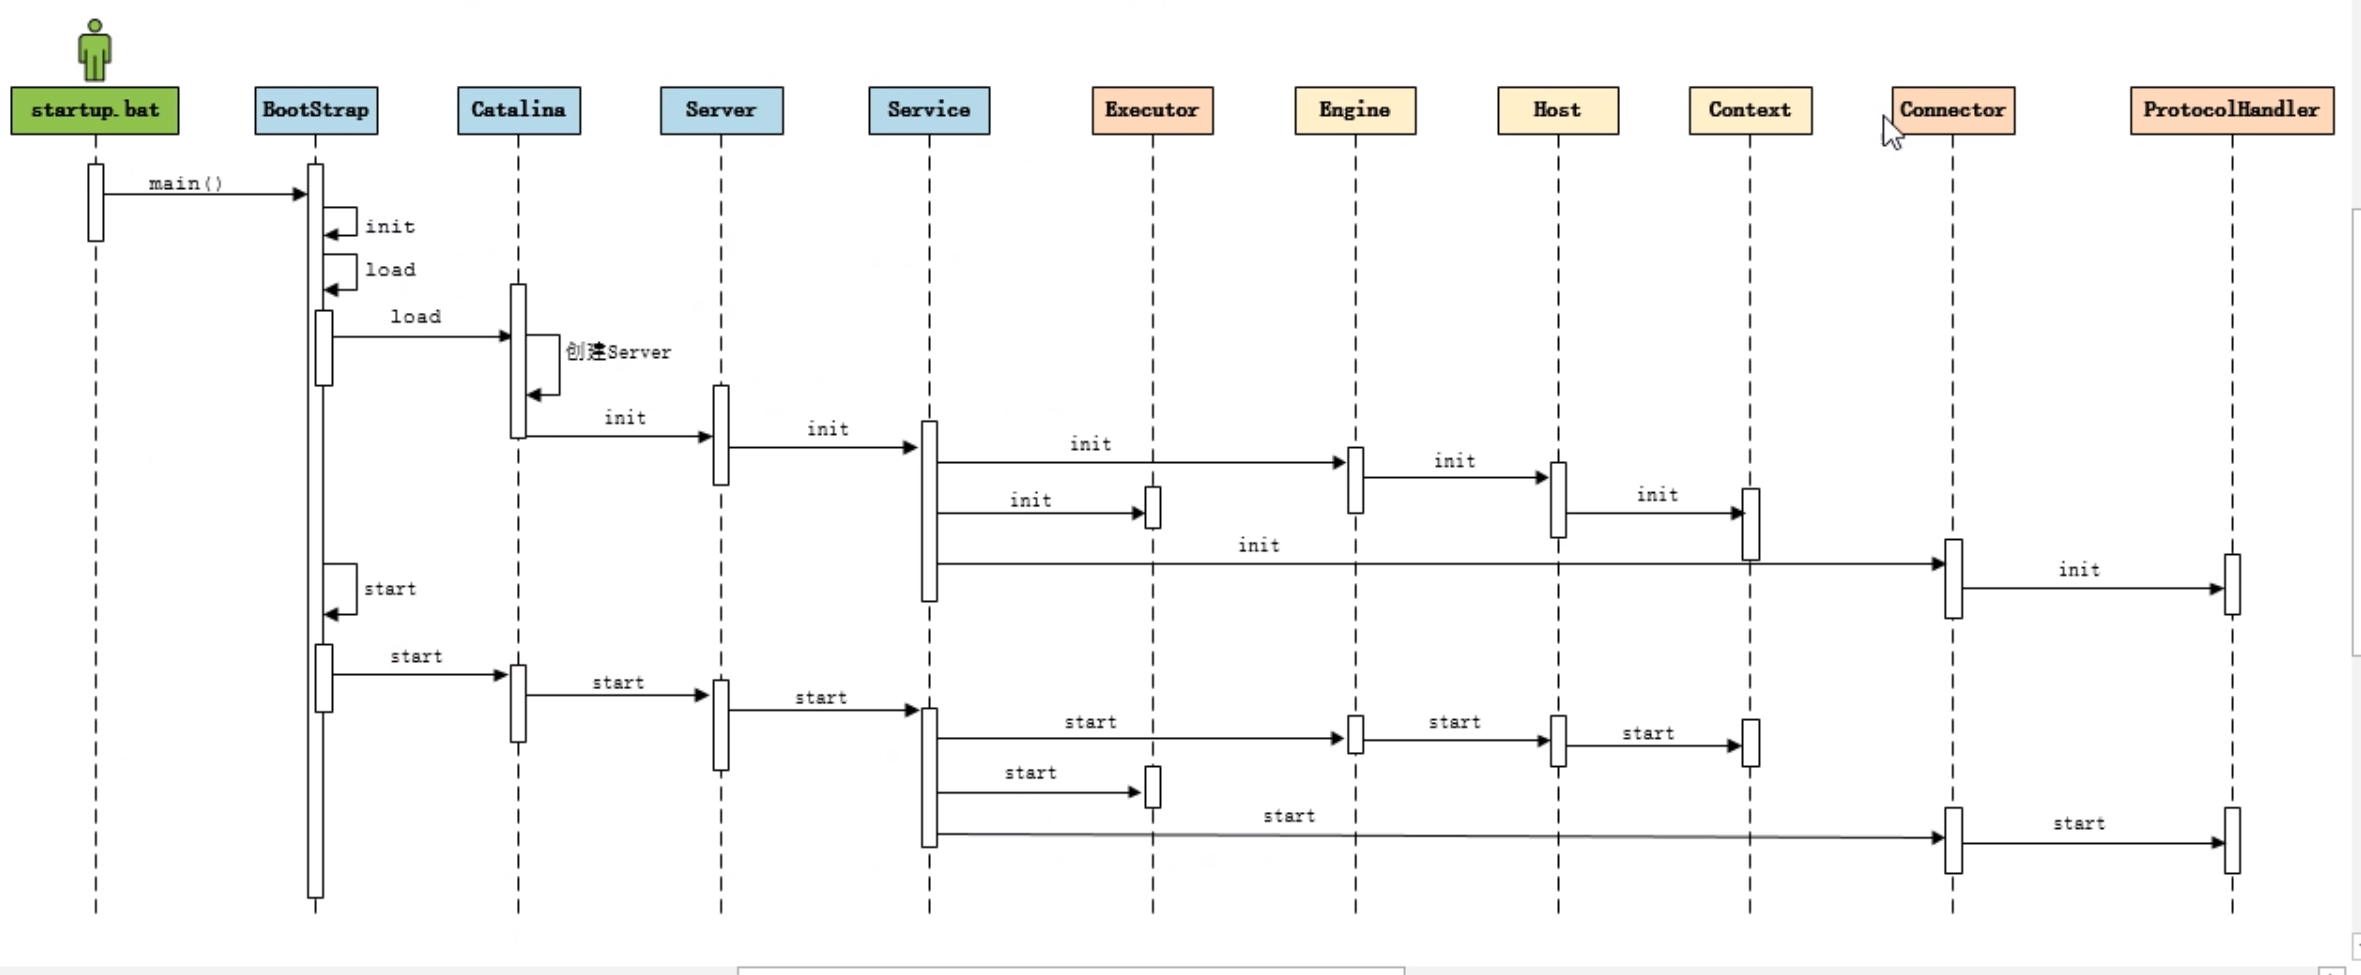 startup.bat
BootStrap
Catalina
Server
Service
Executor
Engine
Host
Context
Connector
ProtocolHandler
main()
init
load
load
创建Server
init
init
init
init
init
init
init
init
start
start
start
start
start
start
start
start
start
start